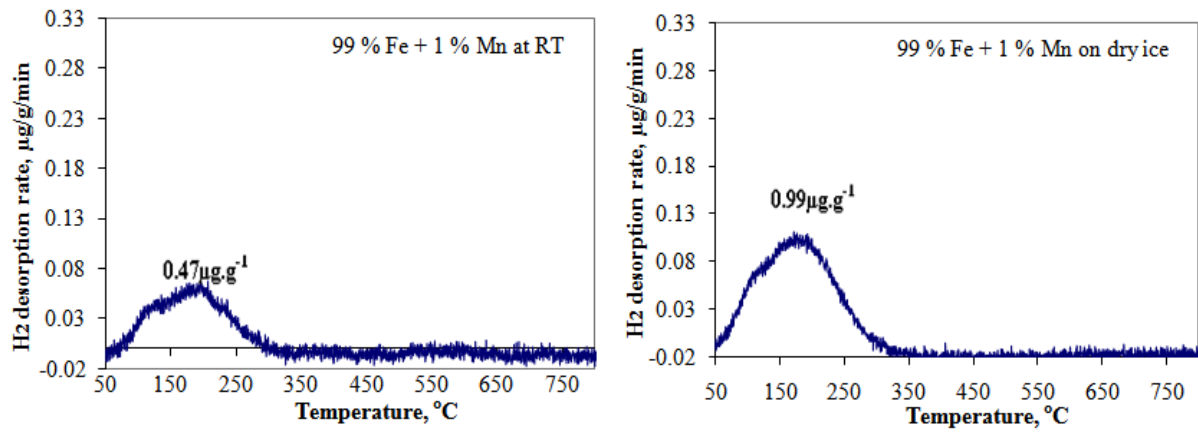 0.33
0.28
0.23
0.18
0.13
0.08
0.03
-0.02
H2 desorption rate, µg/g/min
99 % Fe + 1 % Mn at RT
0.47µg.g⁻¹
50 150 250 350 450 550 650 750
Temperature, °C
0.33
0.28
0.23
0.18
0.13
0.08
0.03
-0.02
H2 desorption rate, µg/g/min
99 % Fe + 1 % Mn on dry ice
0.99µg.g⁻¹
50 150 250 350 450 550 650 750
Temperature, °C